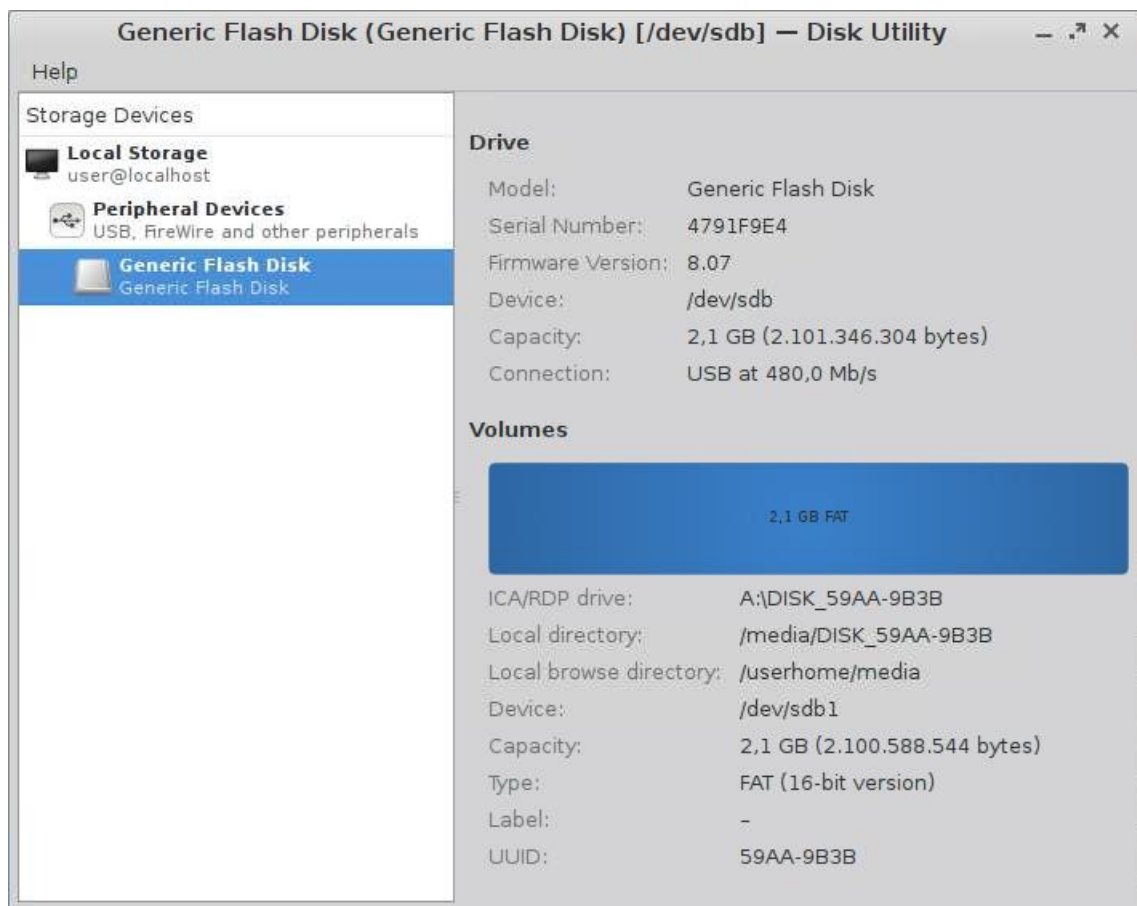 Generic Flash Disk (Generic Flash Disk) [/dev/sdb] — Disk Utility
Help
Storage Devices
Local Storage
user@localhost
Peripheral Devices
USB, FireWire and other peripherals
Generic Flash Disk
Generic Flash Disk
Drive
Model: Generic Flash Disk
Serial Number: 4791F9E4
Firmware Version: 8.07
Device: /dev/sdb
Capacity: 2,1 GB (2.101.346.304 bytes)
Connection: USB at 480,0 Mb/s
Volumes
2,1 GB FAT
ICA/RDP drive: A:\DISK_59AA-9B3B
Local directory: /media/DISK_59AA-9B3B
Local browse directory: /userhome/media
Device: /dev/sdb1
Capacity: 2,1 GB (2.100.588.544 bytes)
Type: FAT (16-bit version)
Label: –
UUID: 59AA-9B3B